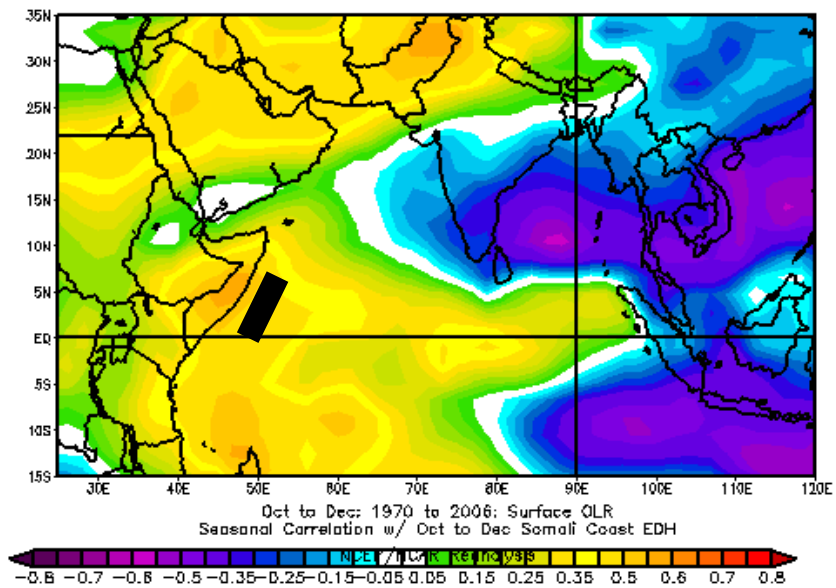 35N
30N
25N
20N
15N
10N
5N
EQ
5S
10S
15S
30E 40E 50E 60E 70E 80E 90E 100E 110E 120E
Oct to Dec: 1970 to 2006: Surface OLR
Seasonal Correlation w/ Oct to Dec Somali Coast EDH
NCEP/NCAR Reanalysis
-0.8 -0.7 -0.6 -0.5 -0.35 -0.25 -0.15 -0.05 0.05 0.15 0.25 0.35 0.5 0.6 0.7 0.8